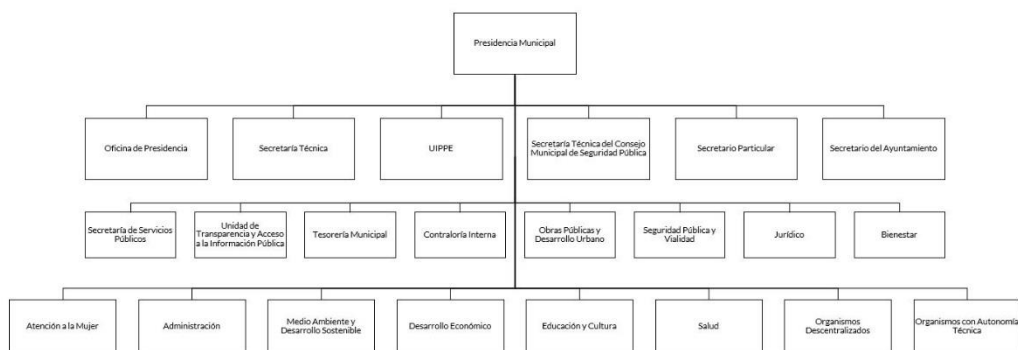 Presidencia Municipal
Oficina de Presidencia
Secretaría Técnica
UIPPE
Secretaría Técnica del Consejo
Municipal de Seguridad Pública
Secretario Particular
Secretario del Ayuntamiento
Secretaría de Servicios
Públicos
Unidad de
Transparencia y Acceso
a la Información Pública
Tesorería Municipal
Contraloría Interna
Obras Públicas y
Desarrollo Urbano
Seguridad Pública y
Vialidad
Jurídico
Bienestar
Atención a la Mujer
Administración
Medio Ambiente y
Desarrollo Sostenible
Desarrollo Económico
Educación y Cultura
Salud
Organismos
Descentralizados
Organismos con Autonomía
Técnica